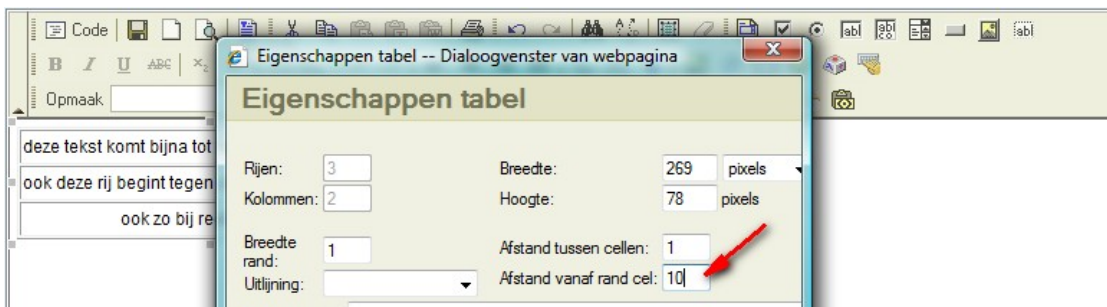 Code
B I U ABC ×₂
Opmaak
deze tekst komt bijna tot
ook deze rij begint tegen
ook zo bij re
Eigenschappen tabel -- Dialoogvenster van webpagina
Eigenschappen tabel
Rijen: 3
Breedte: 269 pixels
Kolommen: 2
Hoogte: 78 pixels
Breedte rand: 1
Afstand tussen cellen: 1
Uitlijning:
Afstand vanaf rand cel: 10